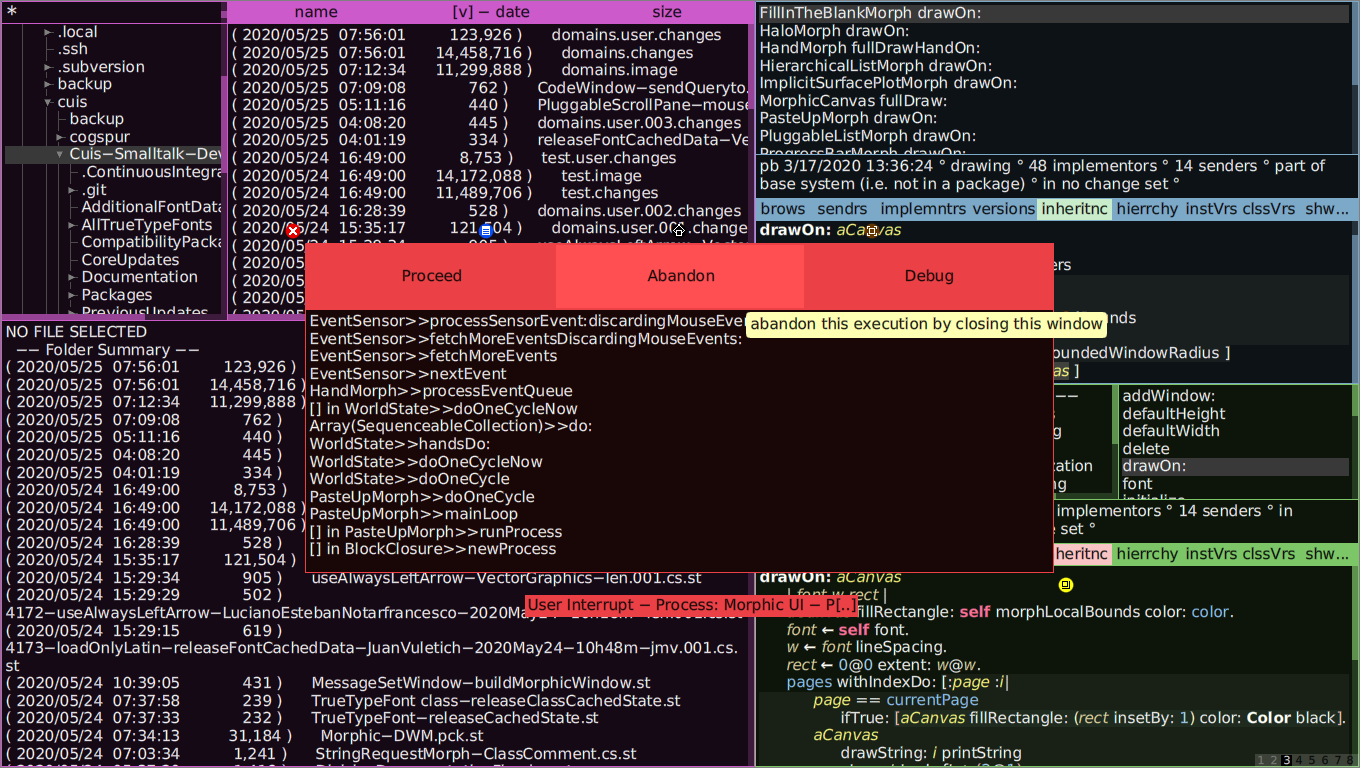 *
.local
.ssh
.subversion
backup
cuis
backup
cogspur
Cuis−Smalltalk−Dev
.ContinuousIntegra
.git
AdditionalFontData
AllTrueTypeFonts
CompatibilityPacka
CoreUpdates
Documentation
Packages
PreviousUpdates
name [v] − date size
( 2020/05/25 07:56:01 123,926 ) domains.user.changes
( 2020/05/25 07:56:01 14,458,716 ) domains.changes
( 2020/05/25 07:12:34 11,299,888 ) domains.image
( 2020/05/25 07:09:08 762 ) CodeWindow−sendQueryto.
( 2020/05/25 05:11:16 440 ) PluggableScrollPane−mouse
( 2020/05/25 04:08:20 445 ) domains.user.003.changes
( 2020/05/25 04:01:19 334 ) releaseFontCachedData−Ve
( 2020/05/24 16:49:00 8,753 ) test.user.changes
( 2020/05/24 16:49:00 14,172,088 ) test.image
( 2020/05/24 16:49:00 11,489,706 ) test.changes
( 2020/05/24 16:28:39 528 ) domains.user.002.changes
( 2020/05/24 15:35:17 121,504 ) domains.user.001.change
FillInTheBlankMorph drawOn:
HaloMorph drawOn:
HandMorph fullDrawHandOn:
HierarchicalListMorph drawOn:
ImplicitSurfacePlotMorph drawOn:
MorphicCanvas fullDraw:
PasteUpMorph drawOn:
PluggableListMorph drawOn:
ProgressBarMorph drawOn:
pb 3/17/2020 13:36:24 ° drawing ° 48 implementors ° 14 senders ° part of
base system (i.e. not in a package) ° in no change set °
brows sendrs implemntrs versions inheritnc hierrchy instVrs clssVrs shw...
drawOn: aCanvas
ers
nds
oundedWindowRadius ]
as ]
Proceed Abandon Debug
abandon this execution by closing this window
EventSensor>>processSensorEvent:discardingMouseEver
EventSensor>>fetchMoreEventsDiscardingMouseEvents:
EventSensor>>fetchMoreEvents
EventSensor>>nextEvent
HandMorph>>processEventQueue
[] in WorldState>>doOneCycleNow
Array(SequenceableCollection)>>do:
WorldState>>handsDo:
WorldState>>doOneCycleNow
WorldState>>doOneCycle
PasteUpMorph>>doOneCycle
PasteUpMorph>>mainLoop
[] in PasteUpMorph>>runProcess
[] in BlockClosure>>newProcess
User Interrupt − Process: Morphic UI − P[..]
NO FILE SELECTED
−− Folder Summary −−
( 2020/05/25 07:56:01 123,926 )
( 2020/05/25 07:56:01 14,458,716 )
( 2020/05/25 07:12:34 11,299,888 )
( 2020/05/25 07:09:08 762 )
( 2020/05/25 05:11:16 440 )
( 2020/05/25 04:08:20 445 )
( 2020/05/25 04:01:19 334 )
( 2020/05/24 16:49:00 8,753 )
( 2020/05/24 16:49:00 14,172,088 )
( 2020/05/24 16:49:00 11,489,706 )
( 2020/05/24 16:28:39 528 )
( 2020/05/24 15:35:17 121,504 )
( 2020/05/24 15:29:34 905 ) useAlwaysLeftArrow−VectorGraphics−len.001.cs.st
( 2020/05/24 15:29:29 502 )
4172−useAlwaysLeftArrow−LucianoEstebanNotarfrancesco−2020May
( 2020/05/24 15:29:15 619 )
4173−loadOnlyLatin−releaseFontCachedData−JuanVuletich−2020May24−10h48m−jmv.001.cs.
st
( 2020/05/24 10:39:05 431 ) MessageSetWindow−buildMorphicWindow.st
( 2020/05/24 07:37:58 239 ) TrueTypeFont class−releaseClassCachedState.st
( 2020/05/24 07:37:33 232 ) TrueTypeFont−releaseCachedState.st
( 2020/05/24 07:34:13 31,184 ) Morphic−DWM.pck.st
( 2020/05/24 07:03:34 1,241 ) StringRequestMorph−ClassComment.cs.st
−−
zation
ng
addWindow:
defaultHeight
defaultWidth
delete
drawOn:
font
initialize
implementors ° 14 senders ° in
set °
heritnc hierrchy instVrs clssVrs shw...
drawOn: aCanvas
| font w rect |
fillRectangle: self morphLocalBounds color: color.
font ← self font.
w ← font lineSpacing.
rect ← 0@0 extent: w@w.
pages withIndexDo: [:page :i|
page == currentPage
ifTrue: [aCanvas fillRectangle: (rect insetBy: 1) color: Color black].
aCanvas
drawString: i printString
1 2 3 4 5 6 7 8